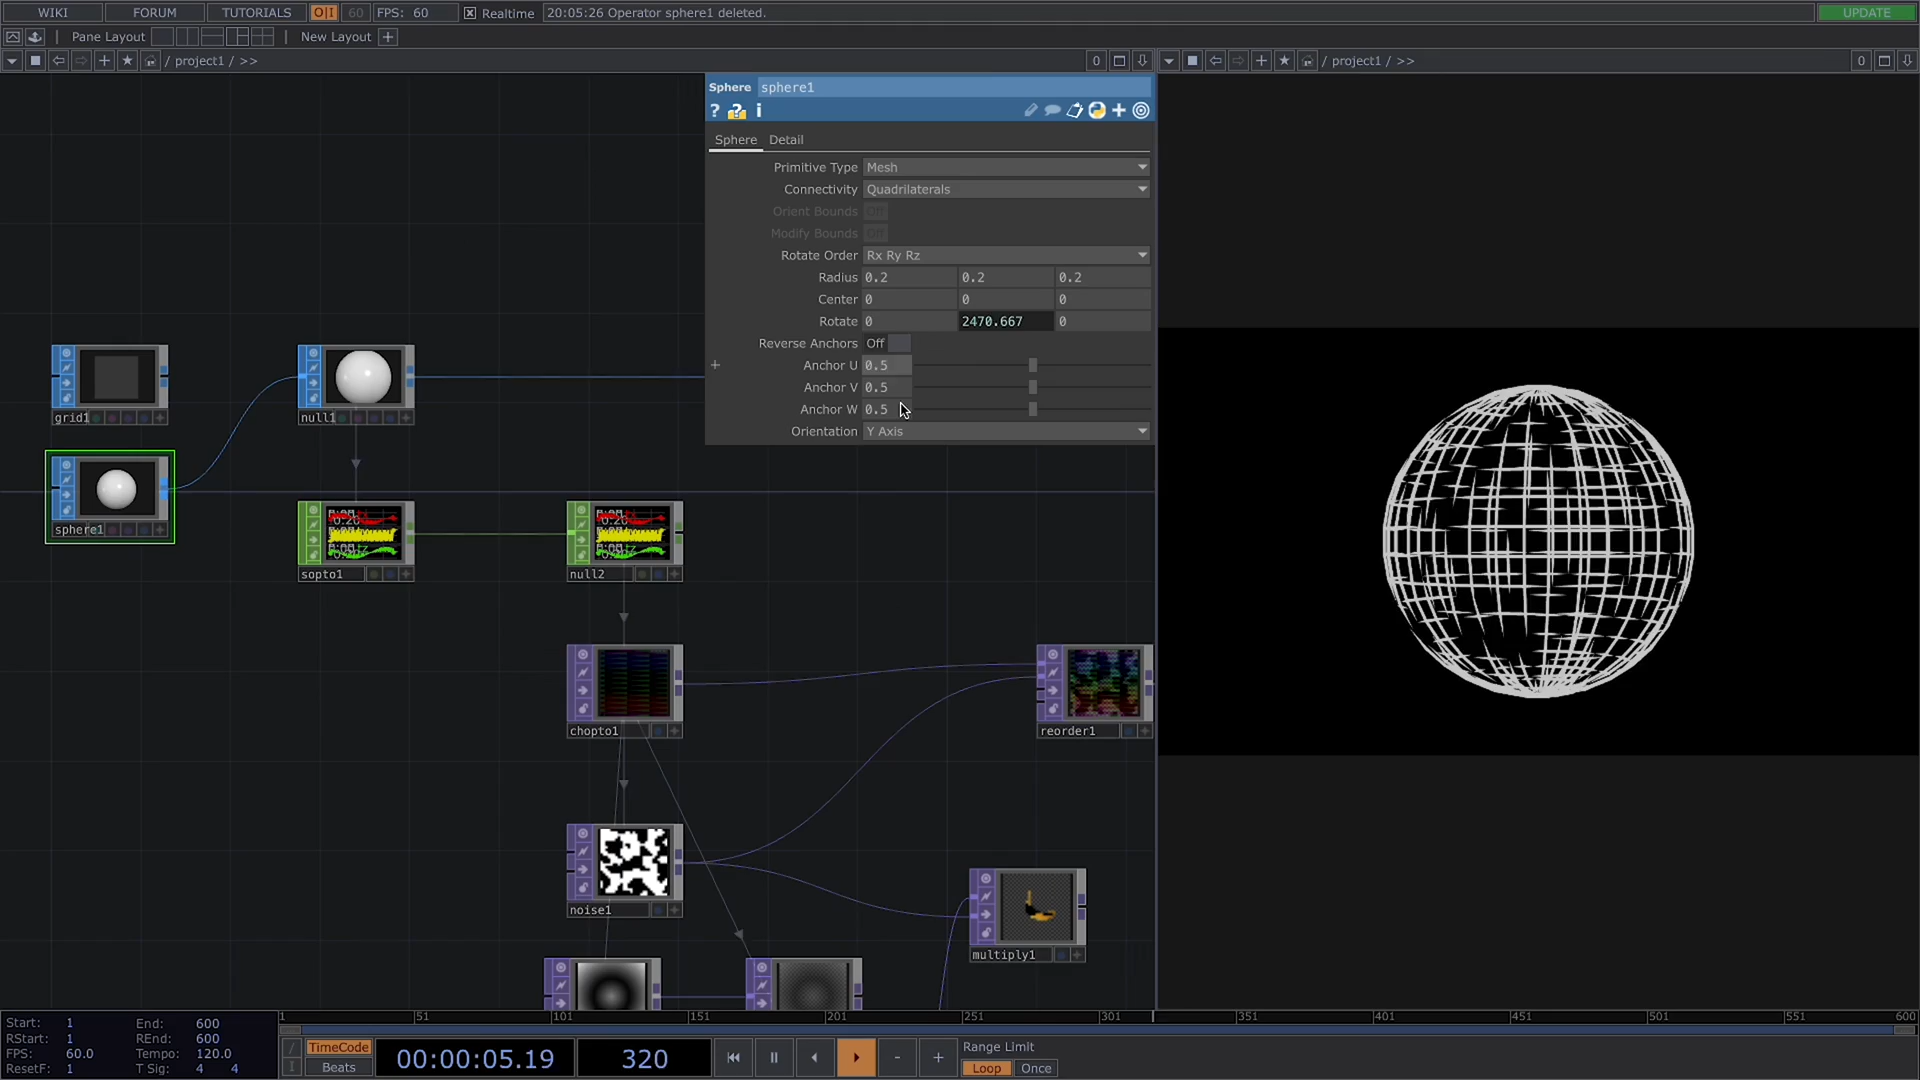 WIKI FORUM TUTORIALS O|I 60 FPS: 60 Realtime 20:05:26 Operator sphere1 deleted. UPDATE
Pane Layout New Layout +
/ project1 / >> 0
/ project1 / >> 0
Sphere sphere1
? ? i
Sphere Detail
Primitive Type Mesh
Connectivity Quadrilaterals
Orient Bounds Off
Modify Bounds Off
Rotate Order Rx Ry Rz
Radius 0.2 0.2 0.2
Center 0 0 0
Rotate 0 2470.667 0
Reverse Anchors Off
+ Anchor U 0.5
Anchor V 0.5
Anchor W 0.5
Orientation Y Axis
grid1
null1
sphere1
sopto1
null2
chopto1
reorder1
noise1
multiply1
1 51 101 151 201 251 301 351 401 451 501 551 600
Start: 1 End: 600
RStart: 1 REnd: 600
FPS: 60.0 Tempo: 120.0
ResetF: 1 T Sig: 4 4
TimeCode
Beats
00:00:05.19 320
- +
Range Limit
Loop Once